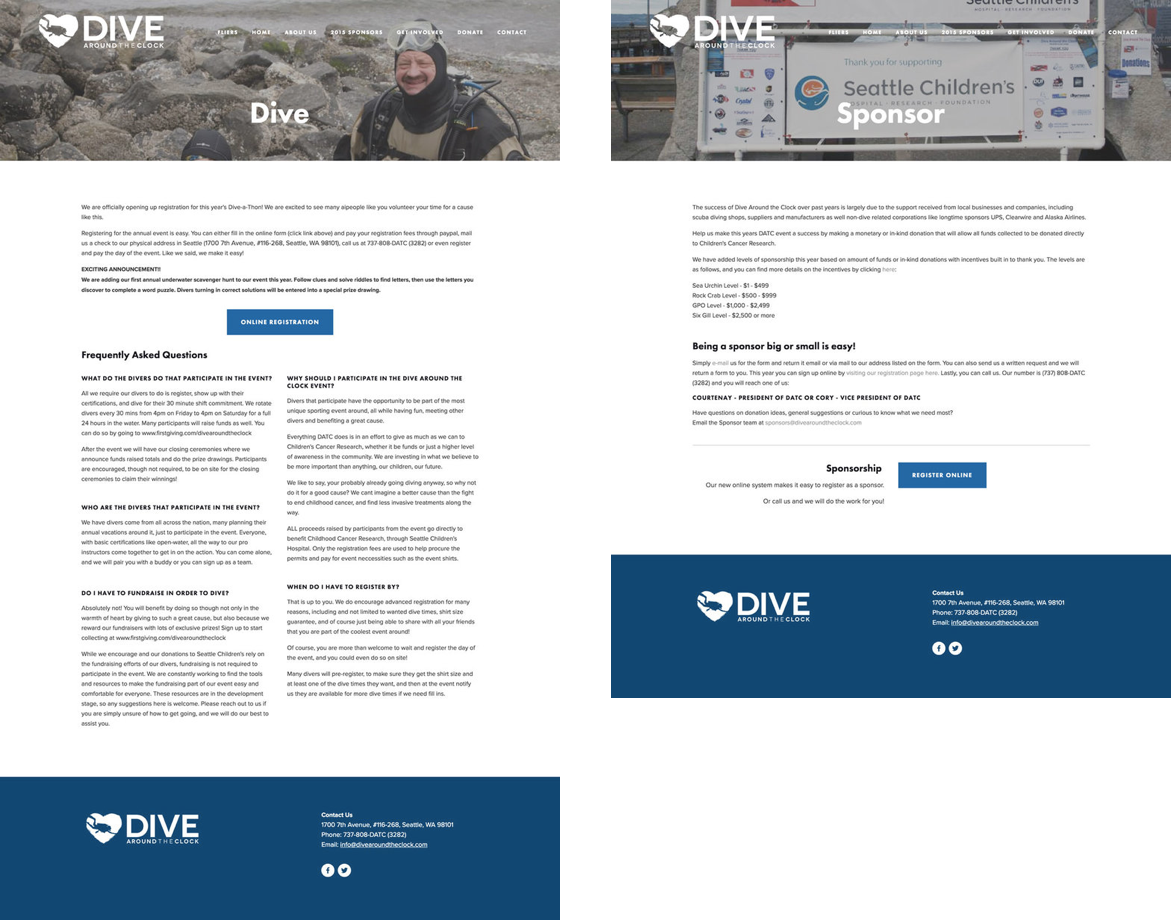 DIVE
AROUND THE CLOCK
FLIERS HOME ABOUT US 2015 SPONSORS GET INVOLVED DONATE CONTACT
Dive
We are officially opening up registration for this year's Dive-a-Thon! We are excited to see many aipeople like you volunteer your time for a cause
like this.
Registering for the annual event is easy. You can either fill in the online form (click link above) and pay your registration fees through paypal, mail
us a check to our physical address in Seattle (1700 7th Avenue, #116-268, Seattle, WA 98101), call us at 737-808-DATC (3282) or even register
and pay the day of the event. Like we said, we make it easy!
EXCITING ANNOUNCEMENT!!
We are adding our first annual underwater scavenger hunt to our event this year. Follow clues and solve riddles to find letters, then use the letters you
discover to complete a word puzzle. Divers turning in correct solutions will be entered into a special prize drawing.
ONLINE REGISTRATION
Frequently Asked Questions
WHAT DO THE DIVERS DO THAT PARTICIPATE IN THE EVENT?
All we require our divers to do is register, show up with their
certifications, and dive for their 30 minute shift commitment. We rotate
divers every 30 mins from 4pm on Friday to 4pm on Saturday for a full
24 hours in the water. Many participants will raise funds as well. You
can do so by going to www.firstgiving.com/divearoundtheclock
After the event we will have our closing ceremonies where we
announce funds raised totals and do the prize drawings. Participants
are encouraged, though not required, to be on site for the closing
ceremonies to claim their winnings!
WHO ARE THE DIVERS THAT PARTICIPATE IN THE EVENT?
We have divers come from all across the nation, many planning their
annual vacations around it, just to participate in the event. Everyone,
with basic certifications like open-water, all the way to our pro
instructors come together to get in on the action. You can come alone,
and we will pair you with a buddy or you can sign up as a team.
DO I HAVE TO FUNDRAISE IN ORDER TO DIVE?
Absolutely not! You will benefit by doing so though not only in the
warmth of heart by giving to such a great cause, but also because we
reward our fundraisers with lots of exclusive prizes! Sign up to start
collecting at www.firstgiving.com/divearoundtheclock
While we encourage and our donations to Seattle Children's rely on
the fundraising efforts of our divers, fundraising is not required to
participate in the event. We are constantly working to find the tools
and resources to make the fundraising part of our event easy and
comfortable for everyone. These resources are in the development
stage, so any suggestions here is welcome. Please reach out to us if
you are simply unsure of how to get going, and we will do our best to
assist you.
WHY SHOULD I PARTICIPATE IN THE DIVE AROUND THE
CLOCK EVENT?
Divers that participate have the opportunity to be part of the most
unique sporting event around, all while having fun, meeting other
divers and benefiting a great cause.
Everything DATC does is in an effort to give as much as we can to
Children's Cancer Research, whether it be funds or just a higher level
of awareness in the community. We are investing in what we believe to
be more important than anything, our children, our future.
We like to say, your probably already going diving anyway, so why not
do it for a good cause? We cant imagine a better cause than the fight
to end childhood cancer, and find less invasive treatments along the
way.
ALL proceeds raised by participants from the event go directly to
benefit Childhood Cancer Research, through Seattle Children's
Hospital. Only the registration fees are used to help procure the
permits and pay for event neccessities such as the event shirts.
WHEN DO I HAVE TO REGISTER BY?
That is up to you. We do encourage advanced registration for many
reasons, including and not limited to wanted dive times, shirt size
guarantee, and of course just being able to share with all your friends
that you are part of the coolest event around!
Of course, you are more than welcome to wait and register the day of
the event, and you could even do so on site!
Many divers will pre-register, to make sure they get the shirt size and
at least one of the dive times they want, and then at the event notify
us they are available for more dive times if we need fill ins.
DIVE
AROUND THE CLOCK
Contact Us
1700 7th Avenue, #116-268, Seattle, WA 98101
Phone: 737-808-DATC (3282)
Email: info@divearoundtheclock.com
Seattle Children's
HOSPITAL · RESEARCH · FOUNDATION
DIVE
AROUND THE CLOCK
FLIERS HOME ABOUT US 2015 SPONSORS GET INVOLVED DONATE CONTACT
Thank you for supporting
Seattle Children's
HOSPITAL · RESEARCH · FOUNDATION
Donations
Crystal
Sponsor
The success of Dive Around the Clock over past years is largely due to the support received from local businesses and companies, including
scuba diving shops, suppliers and manufacturers as well non-dive related corporations like longtime sponsors UPS, Clearwire and Alaska Airlines.
Help us make this years DATC event a success by making a monetary or in-kind donation that will allow all funds collected to be donated directly
to Children's Cancer Research.
We have added levels of sponsorship this year based on amount of funds or in-kind donations with incentives built in to thank you. The levels are
as follows, and you can find more details on the incentives by clicking here:
Sea Urchin Level - $1 - $499
Rock Crab Level - $500 - $999
GPO Level - $1,000 - $2,499
Six Gill Level - $2,500 or more
Being a sponsor big or small is easy!
Simply e-mail us for the form and return it email or via mail to our address listed on the form. You can also send us a written request and we will
return a form to you. This year you can sign up online by visiting our registration page here. Lastly, you can call us. Our number is (737) 808-DATC
(3282) and you will reach one of us:
COURTENAY - PRESIDENT OF DATC OR CORY - VICE PRESIDENT OF DATC
Have questions on donation ideas, general suggestions or curious to know what we need most?
Email the Sponsor team at sponsors@divearoundtheclock.com
Sponsorship
Our new online system makes it easy to register as a sponsor.
Or call us and we will do the work for you!
REGISTER ONLINE
DIVE
AROUND THE CLOCK
Contact Us
1700 7th Avenue, #116-268, Seattle, WA 98101
Phone: 737-808-DATC (3282)
Email: info@divearoundtheclock.com